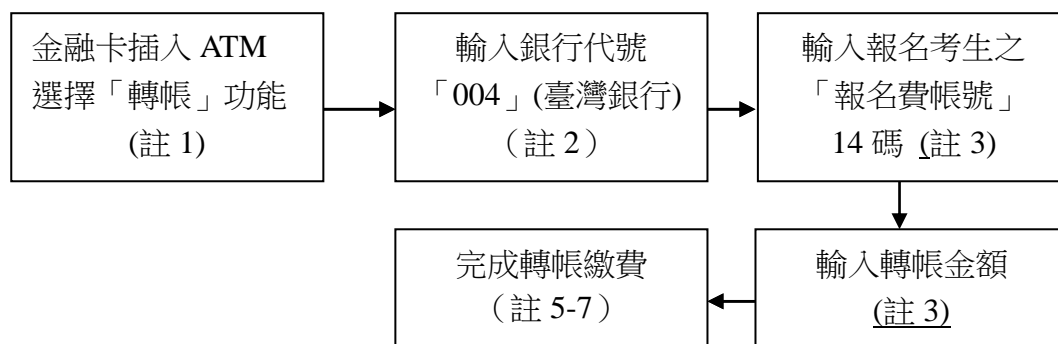 金融卡插入 ATM
選擇「轉帳」功能
(註 1)
輸入銀行代號
「004」(臺灣銀行)
（註 2）
輸入報名考生之
「報名費帳號」
14 碼 (註 3)
輸入轉帳金額
(註 3)
完成轉帳繳費
（註 5-7）